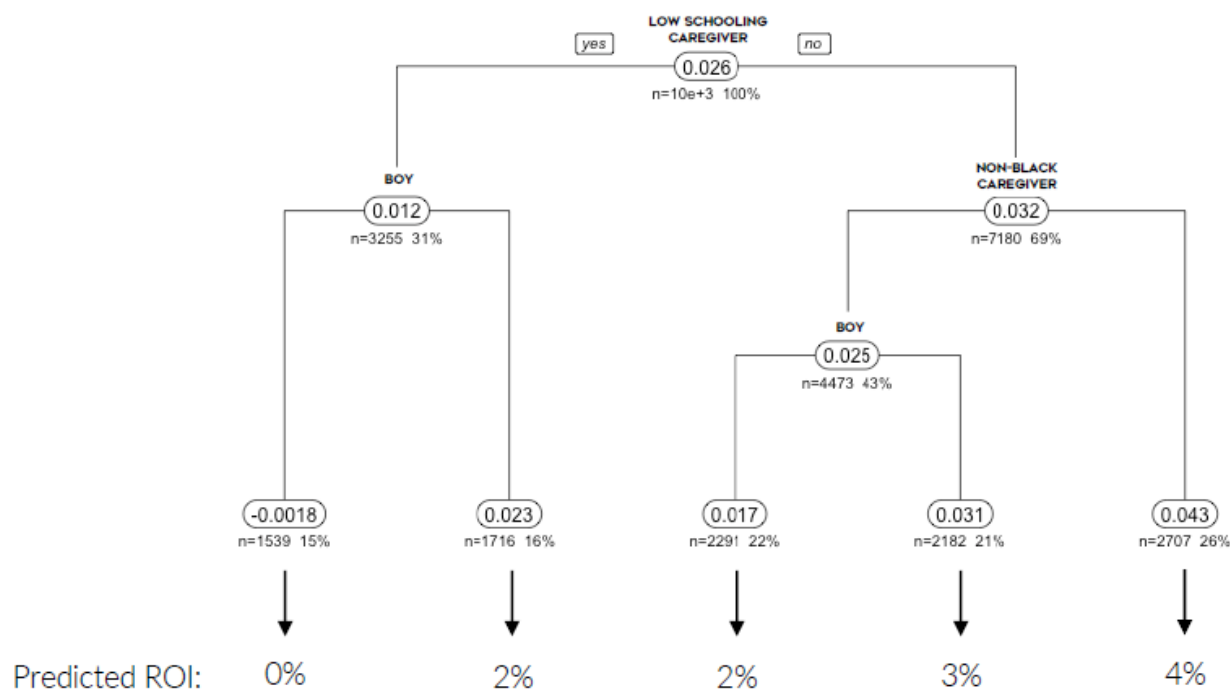 LOW SCHOOLING
CAREGIVER
yes
no
0.026
n=10e+3 100%
BOY
0.012
n=3255 31%
NON-BLACK
CAREGIVER
0.032
n=7180 69%
BOY
0.025
n=4473 43%
-0.0018
n=1539 15%
0.023
n=1716 16%
0.017
n=2291 22%
0.031
n=2182 21%
0.043
n=2707 26%
Predicted ROI: 0% 2% 2% 3% 4%